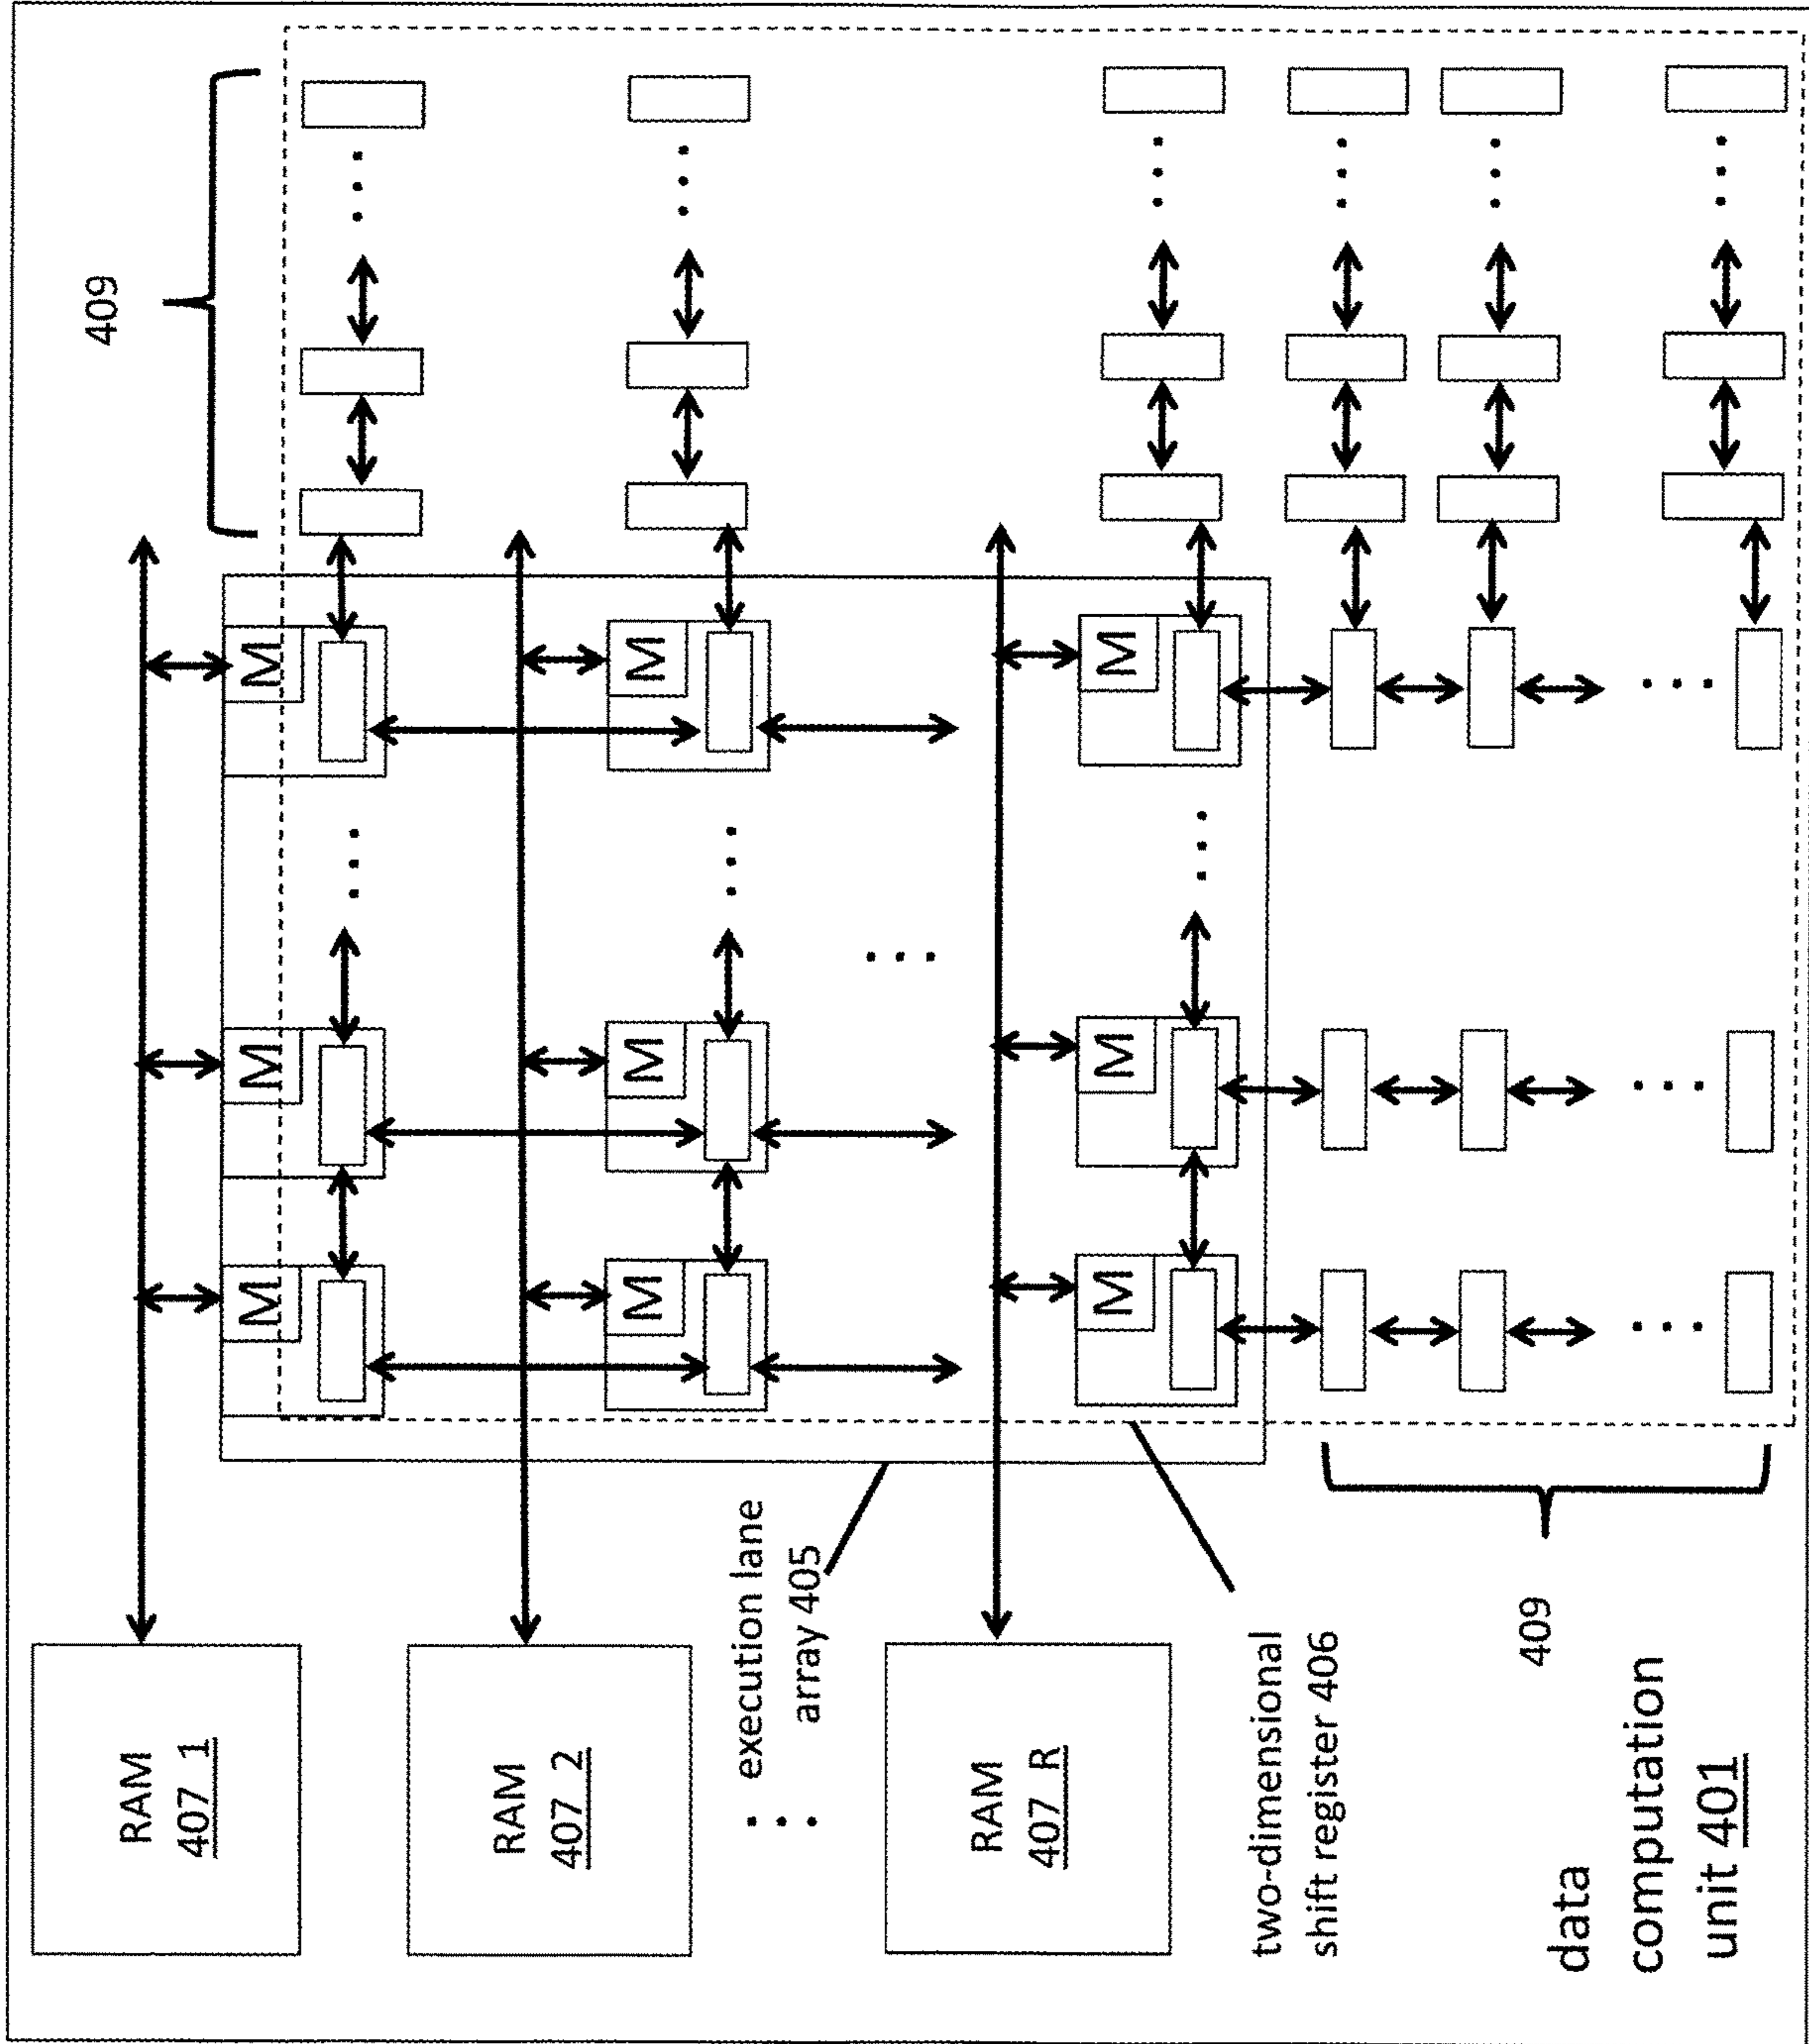 409
RAM
407_1
M
M
M
RAM
407_2
M
M
M
execution lane
array 405
RAM
407_R
M
M
M
two-dimensional
shift register 406
409
data
computation
unit 401